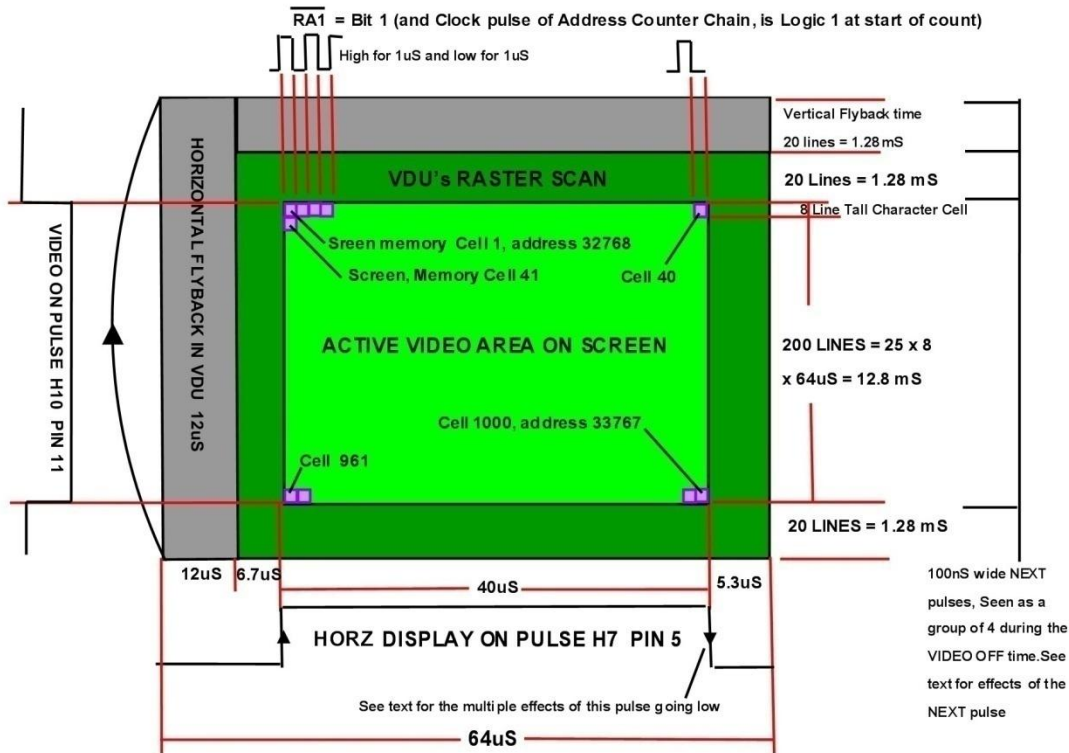 RA1 = Bit 1 (and Clock pulse of Address Counter Chain, is Logic 1 at start of count)
High for 1uS and low for 1uS
Vertical Flyback time
20 lines = 1.28 mS
HORIZONTAL FLYBACK IN VDU 12uS
VDU's RASTER SCAN
20 Lines = 1.28 mS
8 Line Tall Character Cell
VIDEO ON PULSE H10 PIN 11
Sreen memory Cell 1, address 32768
Screen, Memory Cell 41
Cell 40
ACTIVE VIDEO AREA ON SCREEN
200 LINES = 25 x 8
x 64uS = 12.8 mS
Cell 1000, address 33767
Cell 961
20 LINES = 1.28 mS
12uS
6.7uS
40uS
5.3uS
100nS wide NEXT
pulses, Seen as a
group of 4 during the
VIDEO OFF time.See
text for effects of the
NEXT pulse
HORZ DISPLAY ON PULSE H7 PIN 5
See text for the multiple effects of this pulse going low
64uS